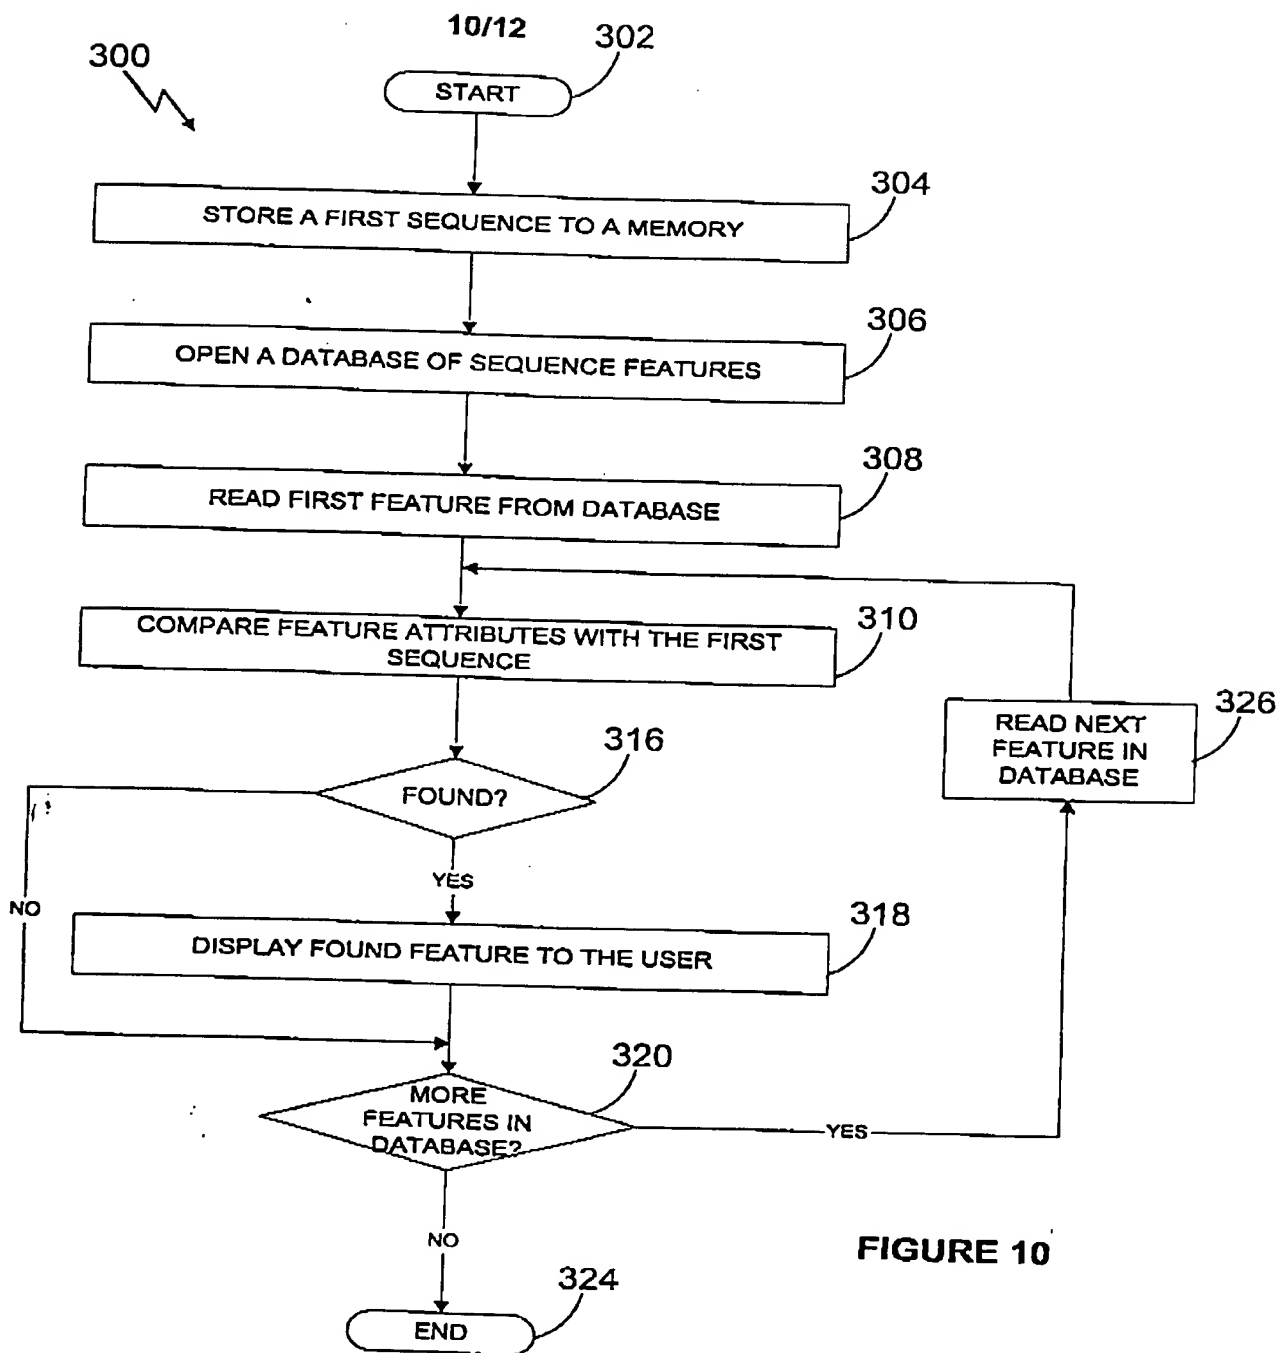 10/12
300
302
START
304
STORE A FIRST SEQUENCE TO A MEMORY
306
OPEN A DATABASE OF SEQUENCE FEATURES
308
READ FIRST FEATURE FROM DATABASE
310
COMPARE FEATURE ATTRIBUTES WITH THE FIRST
SEQUENCE
326
READ NEXT
FEATURE IN
DATABASE
316
FOUND?
YES
NO
318
DISPLAY FOUND FEATURE TO THE USER
320
MORE
FEATURES IN
DATABASE?
YES
NO
FIGURE 10
324
END